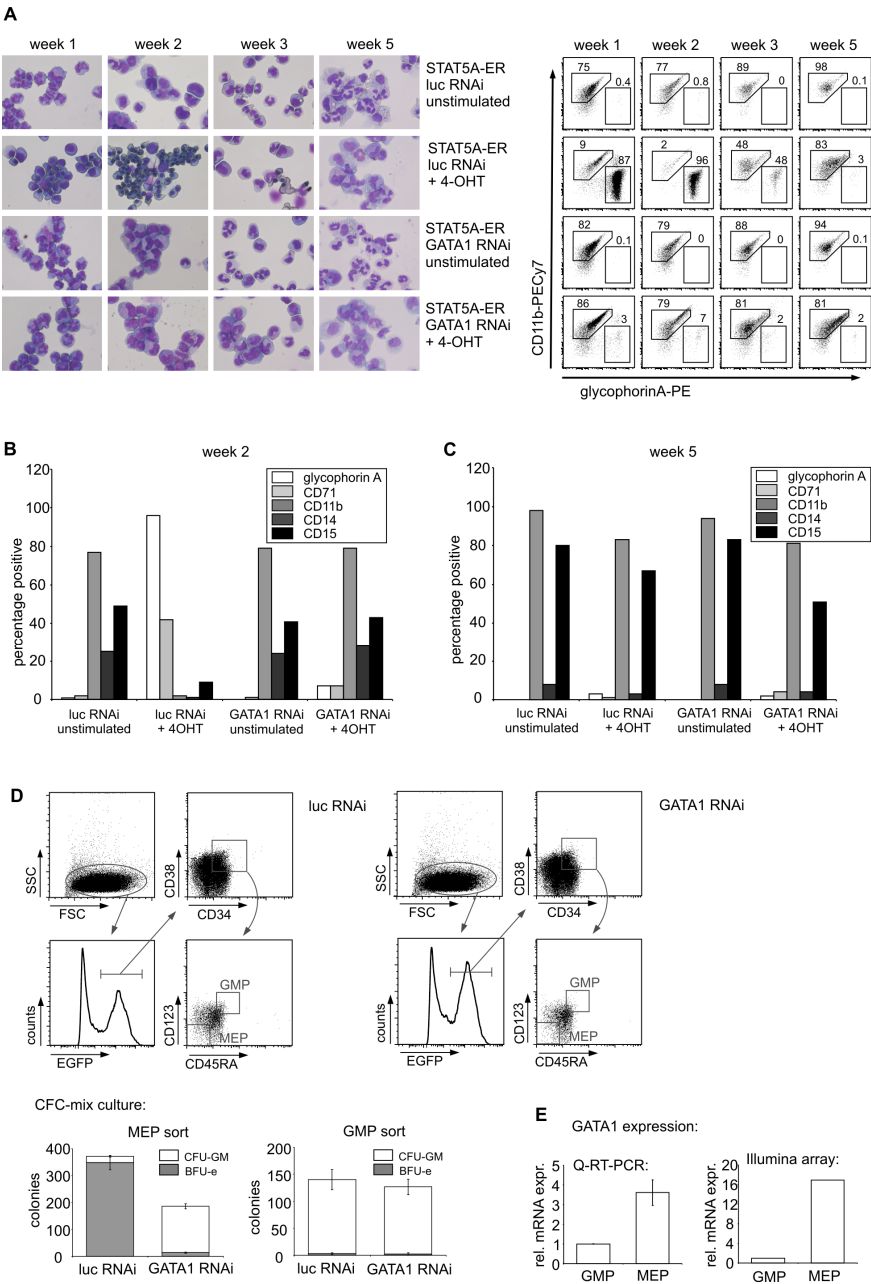 A
week 1 week 2 week 3 week 5
STAT5A-ER
luc RNAi
unstimulated
STAT5A-ER
luc RNAi
+ 4-OHT
STAT5A-ER
GATA1 RNAi
unstimulated
STAT5A-ER
GATA1 RNAi
+ 4-OHT
week 1 week 2 week 3 week 5
75 0.4 77 0.8 89 0 98 0.1
9 87 2 96 48 48 83 3
82 0.1 79 0 88 0 94 0.1
86 3 79 7 81 2 81 2
CD11b-PECy7
glycophorinA-PE
B
week 2
percentage positive
120
100
80
60
40
20
0
glycophorin A
CD71
CD11b
CD14
CD15
luc RNAi
unstimulated
luc RNAi
+ 4OHT
GATA1 RNAi
unstimulated
GATA1 RNAi
+ 4OHT
C
week 5
percentage positive
120
100
80
60
40
20
0
glycophorin A
CD71
CD11b
CD14
CD15
luc RNAi
unstimulated
luc RNAi
+ 4OHT
GATA1 RNAi
unstimulated
GATA1 RNAi
+ 4OHT
D
luc RNAi
SSC
FSC
CD38
CD34
counts
EGFP
CD123
CD45RA
GMP
MEP
GATA1 RNAi
SSC
FSC
CD38
CD34
counts
EGFP
CD123
CD45RA
GMP
MEP
CFC-mix culture:
MEP sort
colonies
400
300
200
100
0
CFU-GM
BFU-e
luc RNAi GATA1 RNAi
GMP sort
colonies
200
150
100
50
0
CFU-GM
BFU-e
luc RNAi GATA1 RNAi
E
GATA1 expression:
Q-RT-PCR:
rel. mRNA expr.
5
4
3
2
1
0
GMP MEP
Illumina array:
rel. mRNA expr.
20
16
12
8
4
0
GMP MEP